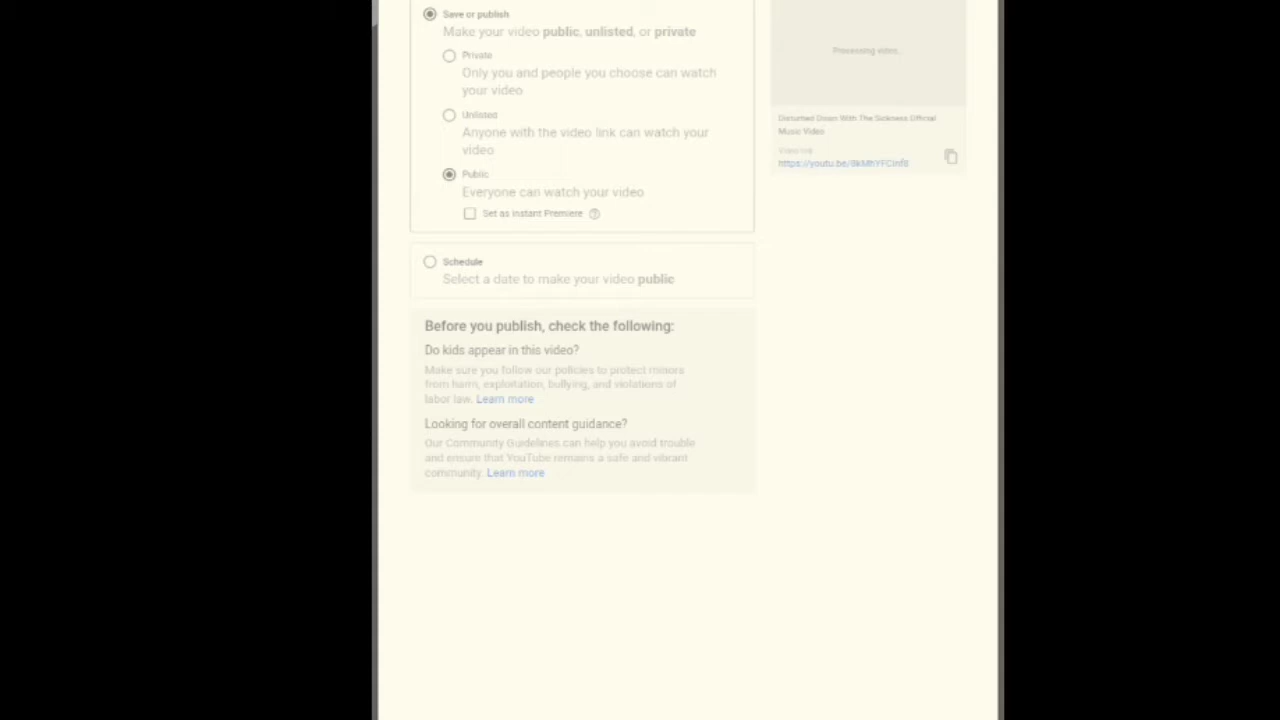 Save or publish
Make your video public, unlisted, or private
Private
Only you and people you choose can watch
your video
Unlisted
Anyone with the video link can watch your
video
Public
Everyone can watch your video
Set as instant Premiere
Schedule
Select a date to make your video public
Before you publish, check the following:
Do kids appear in this video?
Make sure you follow our policies to protect minors
from harm, exploitation, bullying, and violations of
labor law. Learn more
Looking for overall content guidance?
Our Community Guidelines can help you avoid trouble
and ensure that YouTube remains a safe and vibrant
community. Learn more
Processing video.
Disturbed Down With The Sickness Official
Music Video
Video link